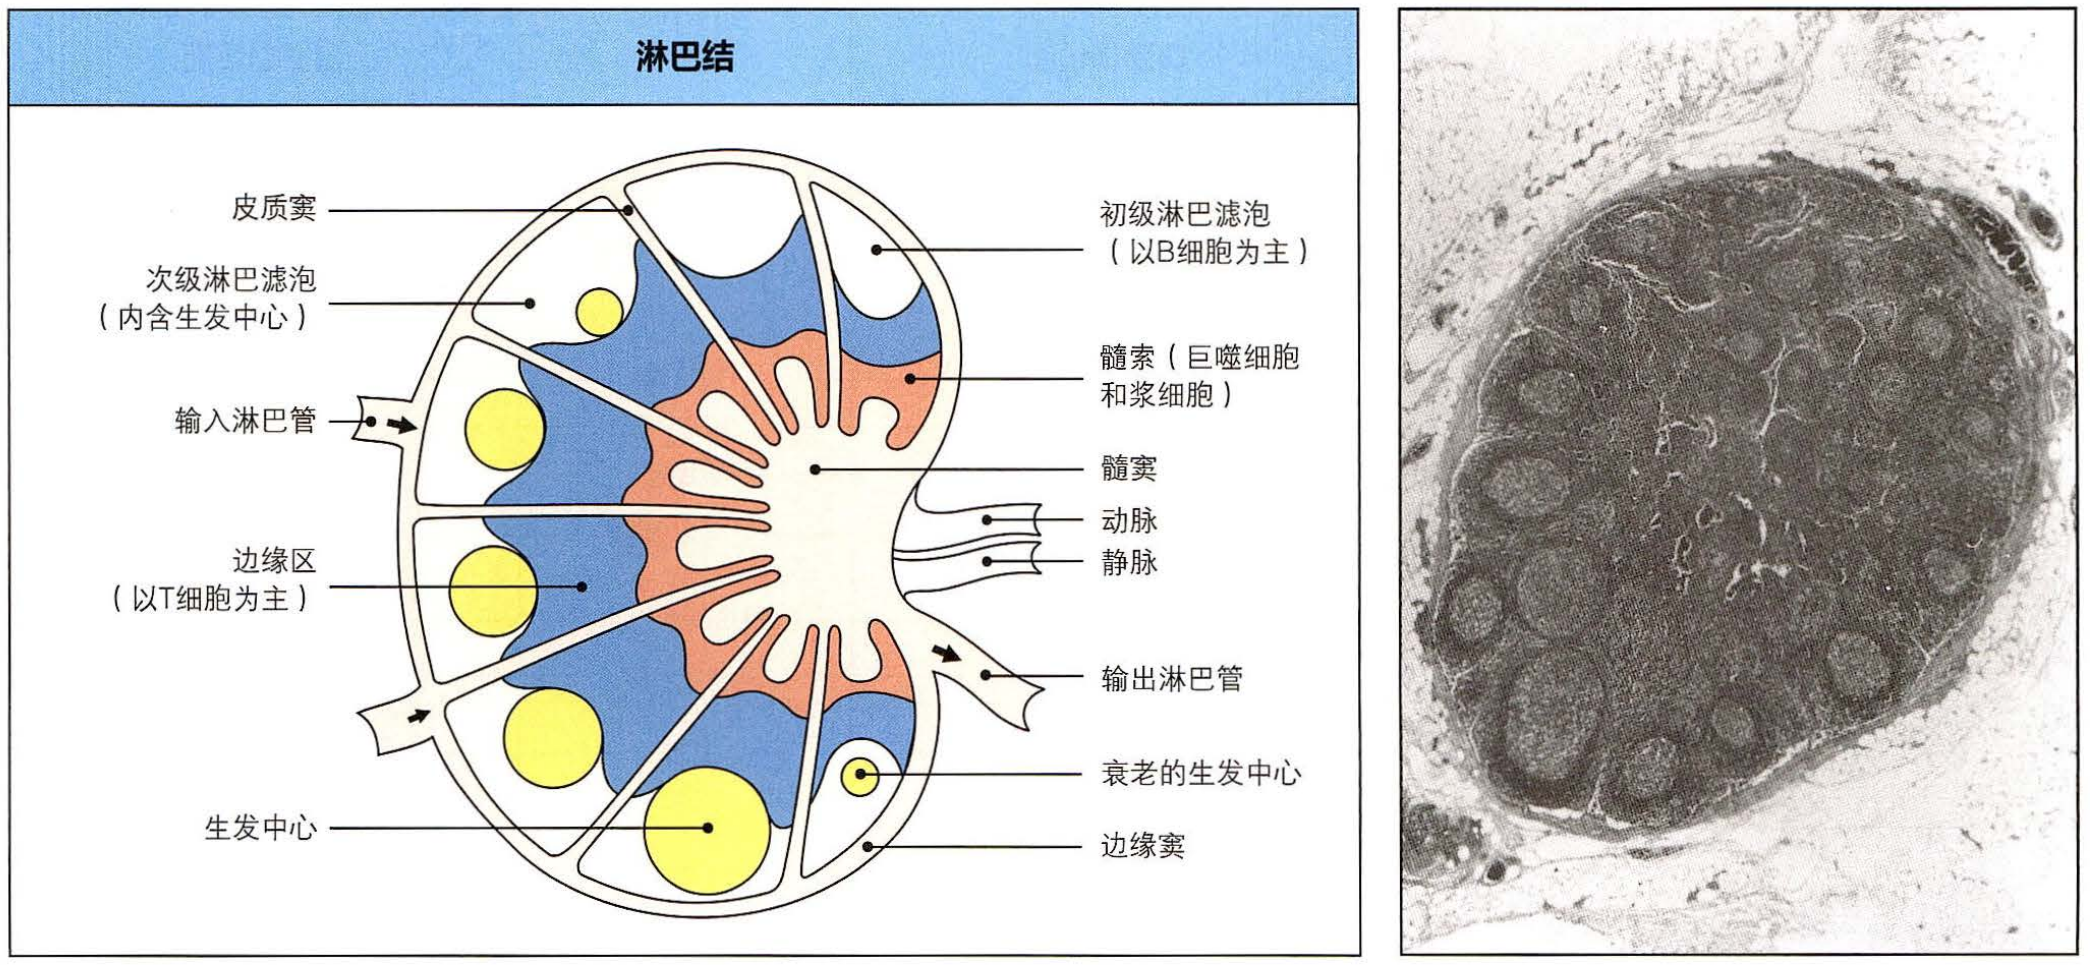 淋巴结
皮质窦
次级淋巴滤泡
（内含生发中心）
输入淋巴管
边缘区
（以T细胞为主）
生发中心
初级淋巴滤泡
（以B细胞为主）
髓索（巨噬细胞
和浆细胞）
髓窦
动脉
静脉
输出淋巴管
衰老的生发中心
边缘窦